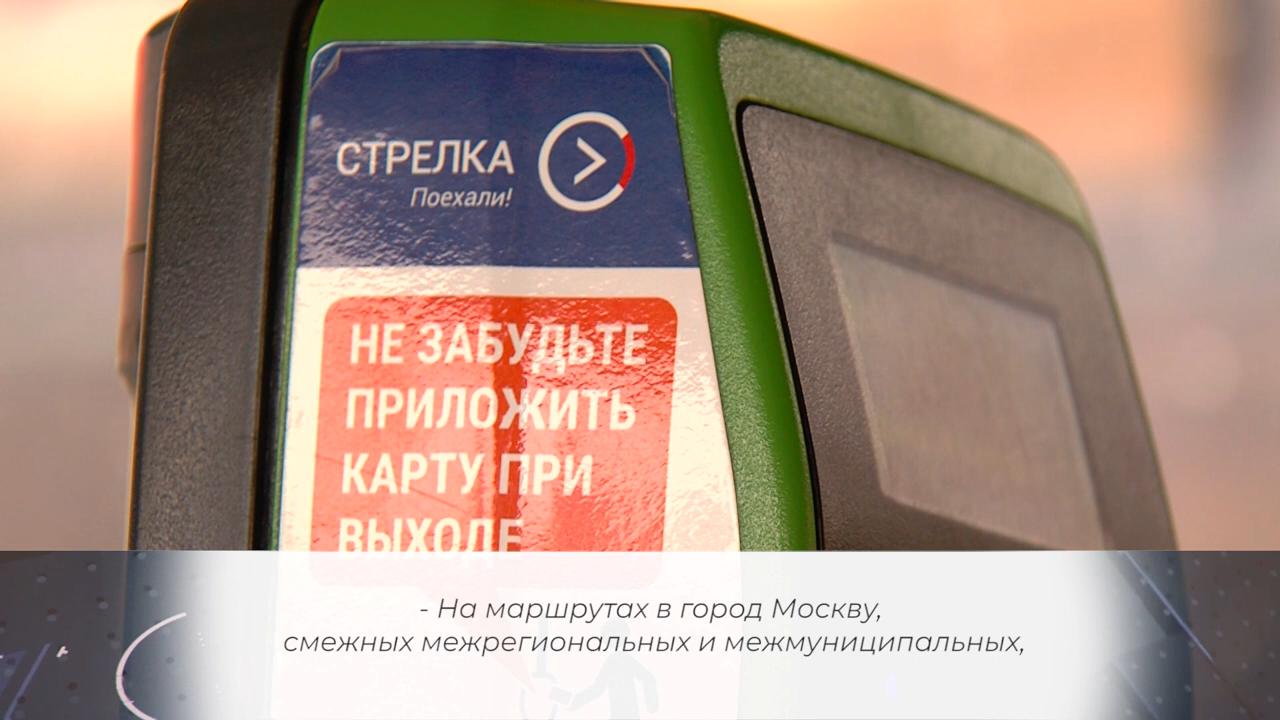 СТРЕЛКА
Поехали!
НЕ ЗАБУДЬТЕ
ПРИЛОЖИТЬ
КАРТУ ПРИ
ВЫХОДЕ
- На маршрутах в город Москву,
смежных межрегиональных и межмуниципальных,